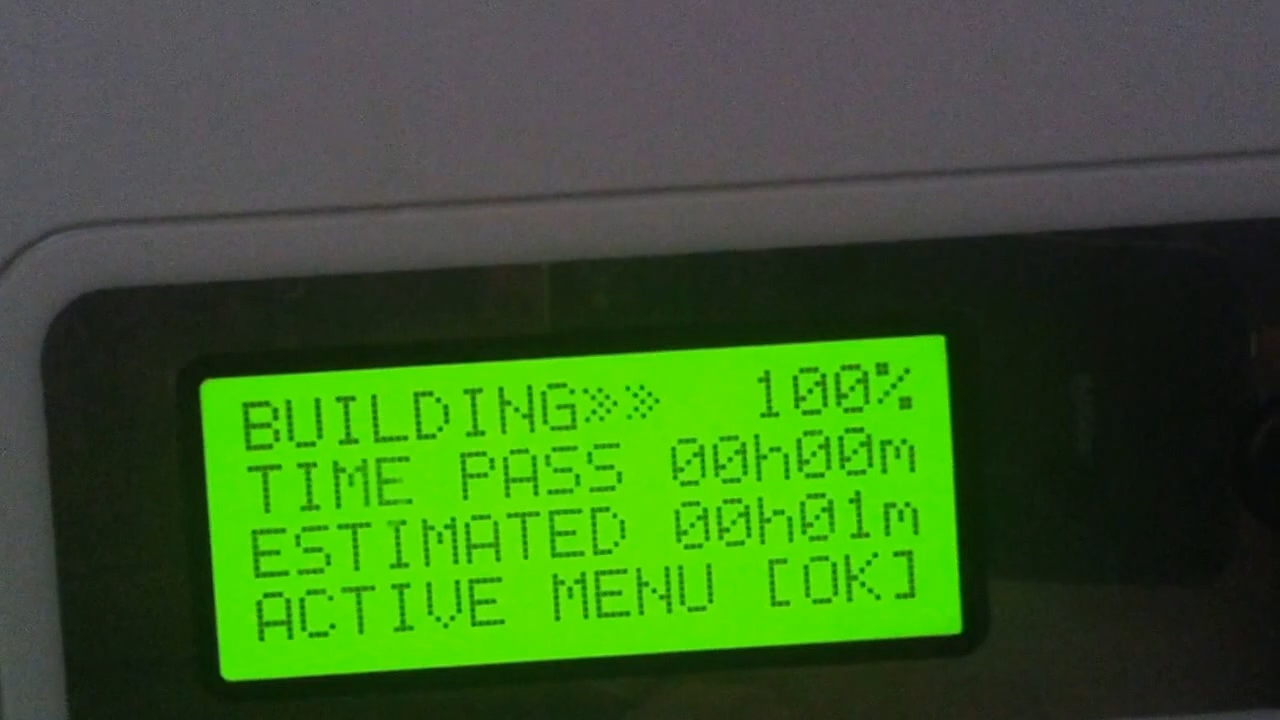 BUILDING»» 100%
TIME PASS 00h00m
ESTIMATED 00h01m
ACTIVE MENU [OK]